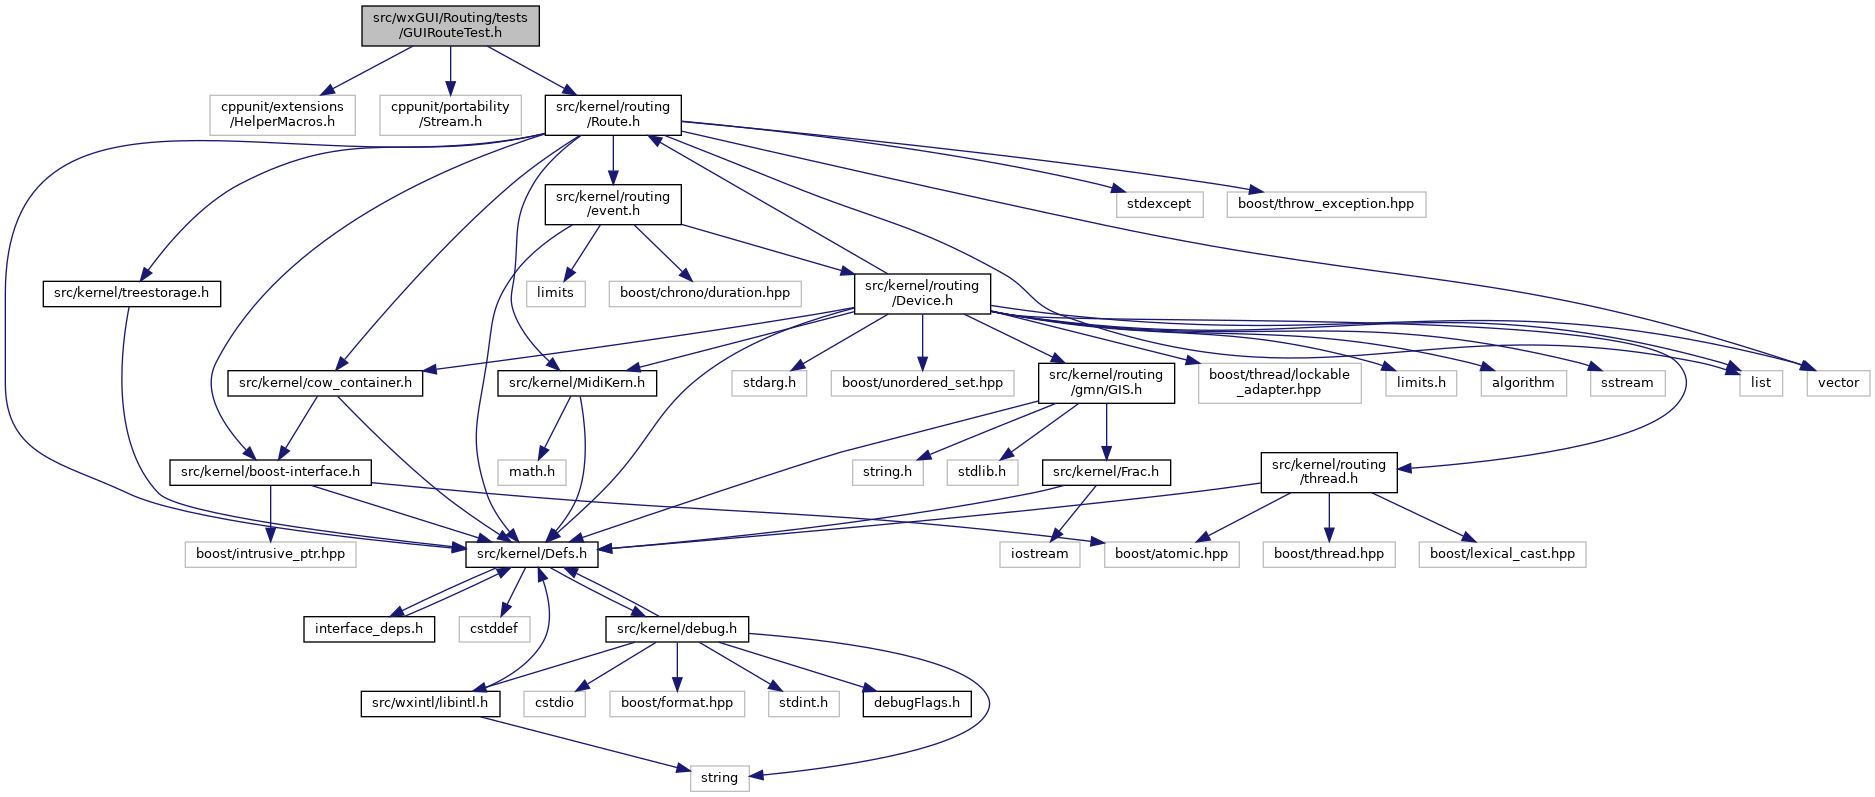 src/wxGUI/Routing/tests
/GUIRouteTest.h
cppunit/extensions
/HelperMacros.h
cppunit/portability
/Stream.h
src/kernel/routing
/Route.h
src/kernel/routing
/event.h
stdexcept
boost/throw_exception.hpp
src/kernel/treestorage.h
limits
boost/chrono/duration.hpp
src/kernel/routing
/Device.h
src/kernel/cow_container.h
src/kernel/MidiKern.h
stdarg.h
boost/unordered_set.hpp
src/kernel/routing
/gmn/GIS.h
boost/thread/lockable
_adapter.hpp
limits.h
algorithm
sstream
list
vector
src/kernel/boost-interface.h
math.h
string.h
stdlib.h
src/kernel/Frac.h
src/kernel/routing
/thread.h
boost/intrusive_ptr.hpp
src/kernel/Defs.h
iostream
boost/atomic.hpp
boost/thread.hpp
boost/lexical_cast.hpp
interface_deps.h
cstddef
src/kernel/debug.h
src/wxintl/libintl.h
cstdio
boost/format.hpp
stdint.h
debugFlags.h
string